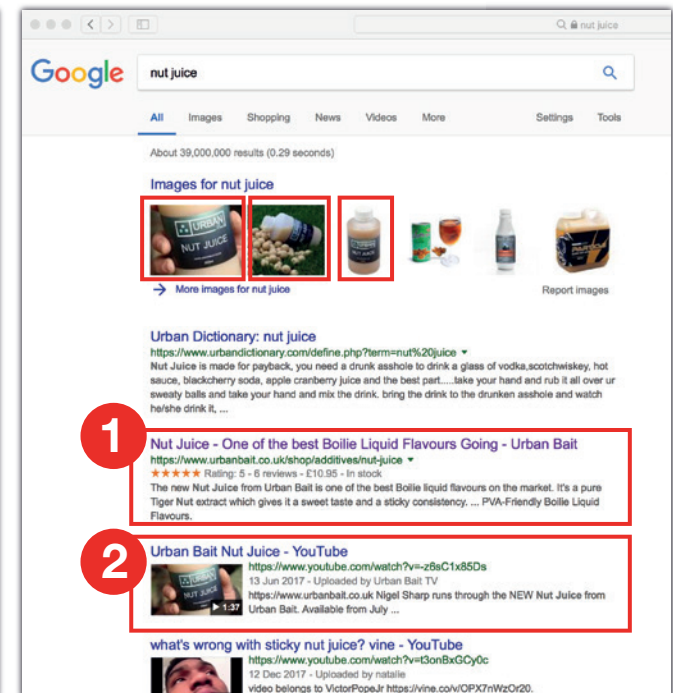 nut juice
Google
nut juice
All Images Shopping News Videos More Settings Tools
About 39,000,000 results (0.29 seconds)
Images for nut juice
URBAN
NUT JUICE
NUT JUICE
PARTICLE
More images for nut juice
Report images
Urban Dictionary: nut juice
https://www.urbandictionary.com/define.php?term=nut%20juice
Nut Juice is made for payback, you need a drunk asshole to drink a glass of vodka,scotchwiskey, hot
sauce, blackcherry soda, apple cranberry juice and the best part.....take your hand and rub it all over ur
sweaty balls and take your hand and mix the drink. bring the drink to the drunken asshole and watch
he/she drink it, ...
1
Nut Juice - One of the best Boilie Liquid Flavours Going - Urban Bait
https://www.urbanbait.co.uk/shop/additives/nut-juice
★★★★★ Rating: 5 - 6 reviews - £10.95 - In stock
The new Nut Juice from Urban Bait is one of the best Boilie liquid flavours on the market. It's a pure
Tiger Nut extract which gives it a sweet taste and a sticky consistency. ... PVA-Friendly Boilie Liquid
Flavours.
2
Urban Bait Nut Juice - YouTube
https://www.youtube.com/watch?v=-z6sC1x85Ds
13 Jun 2017 - Uploaded by Urban Bait TV
https://www.urbanbait.co.uk Nigel Sharp runs through the NEW Nut Juice from
Urban Bait. Available from July ...
URBAN
NUT JUICE
1:37
what's wrong with sticky nut juice? vine - YouTube
https://www.youtube.com/watch?v=t3onBxGCy0c
12 Dec 2017 - Uploaded by natalie
video belongs to VictorPopeJr https://vine.co/v/OPX7nWzOr20.